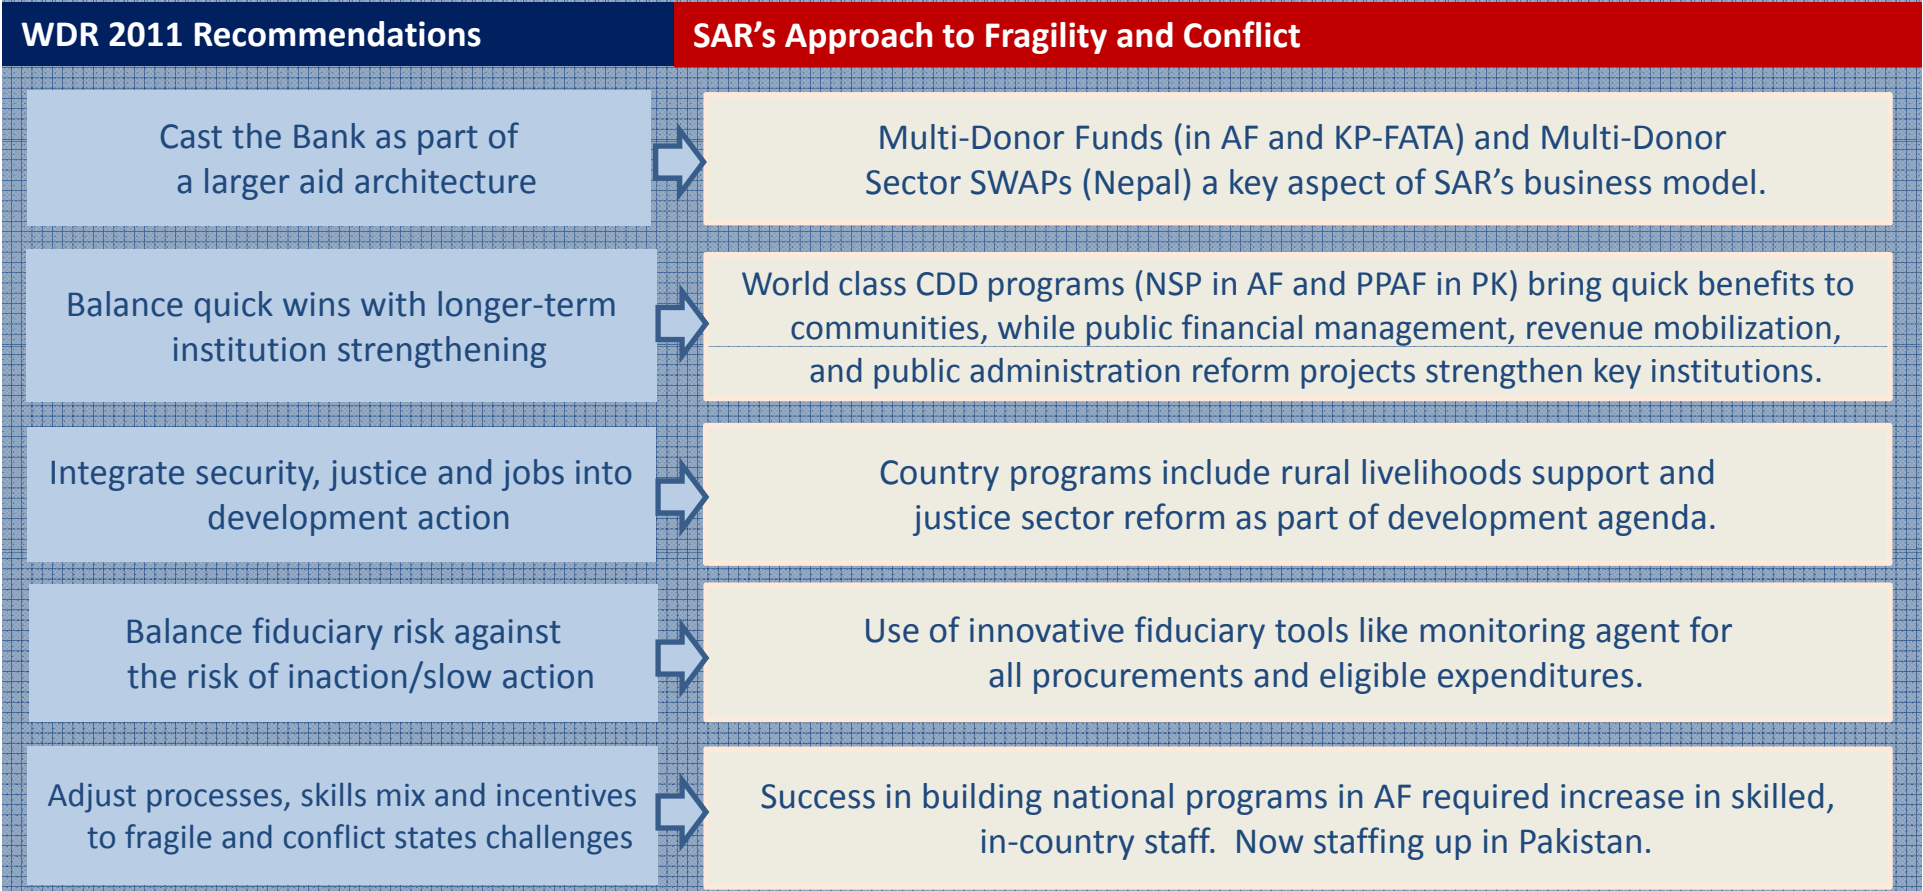 WDR 2011 Recommendations
SAR’s Approach to Fragility and Conflict
Cast the Bank as part of
a larger aid architecture
Multi-Donor Funds (in AF and KP-FATA) and Multi-Donor
Sector SWAPs (Nepal) a key aspect of SAR’s business model.
Balance quick wins with longer-term
institution strengthening
World class CDD programs (NSP in AF and PPAF in PK) bring quick benefits to
communities, while public financial management, revenue mobilization,
and public administration reform projects strengthen key institutions.
Integrate security, justice and jobs into
development action
Country programs include rural livelihoods support and
justice sector reform as part of development agenda.
Balance fiduciary risk against
the risk of inaction/slow action
Use of innovative fiduciary tools like monitoring agent for
all procurements and eligible expenditures.
Adjust processes, skills mix and incentives
to fragile and conflict states challenges
Success in building national programs in AF required increase in skilled,
in-country staff.  Now staffing up in Pakistan.